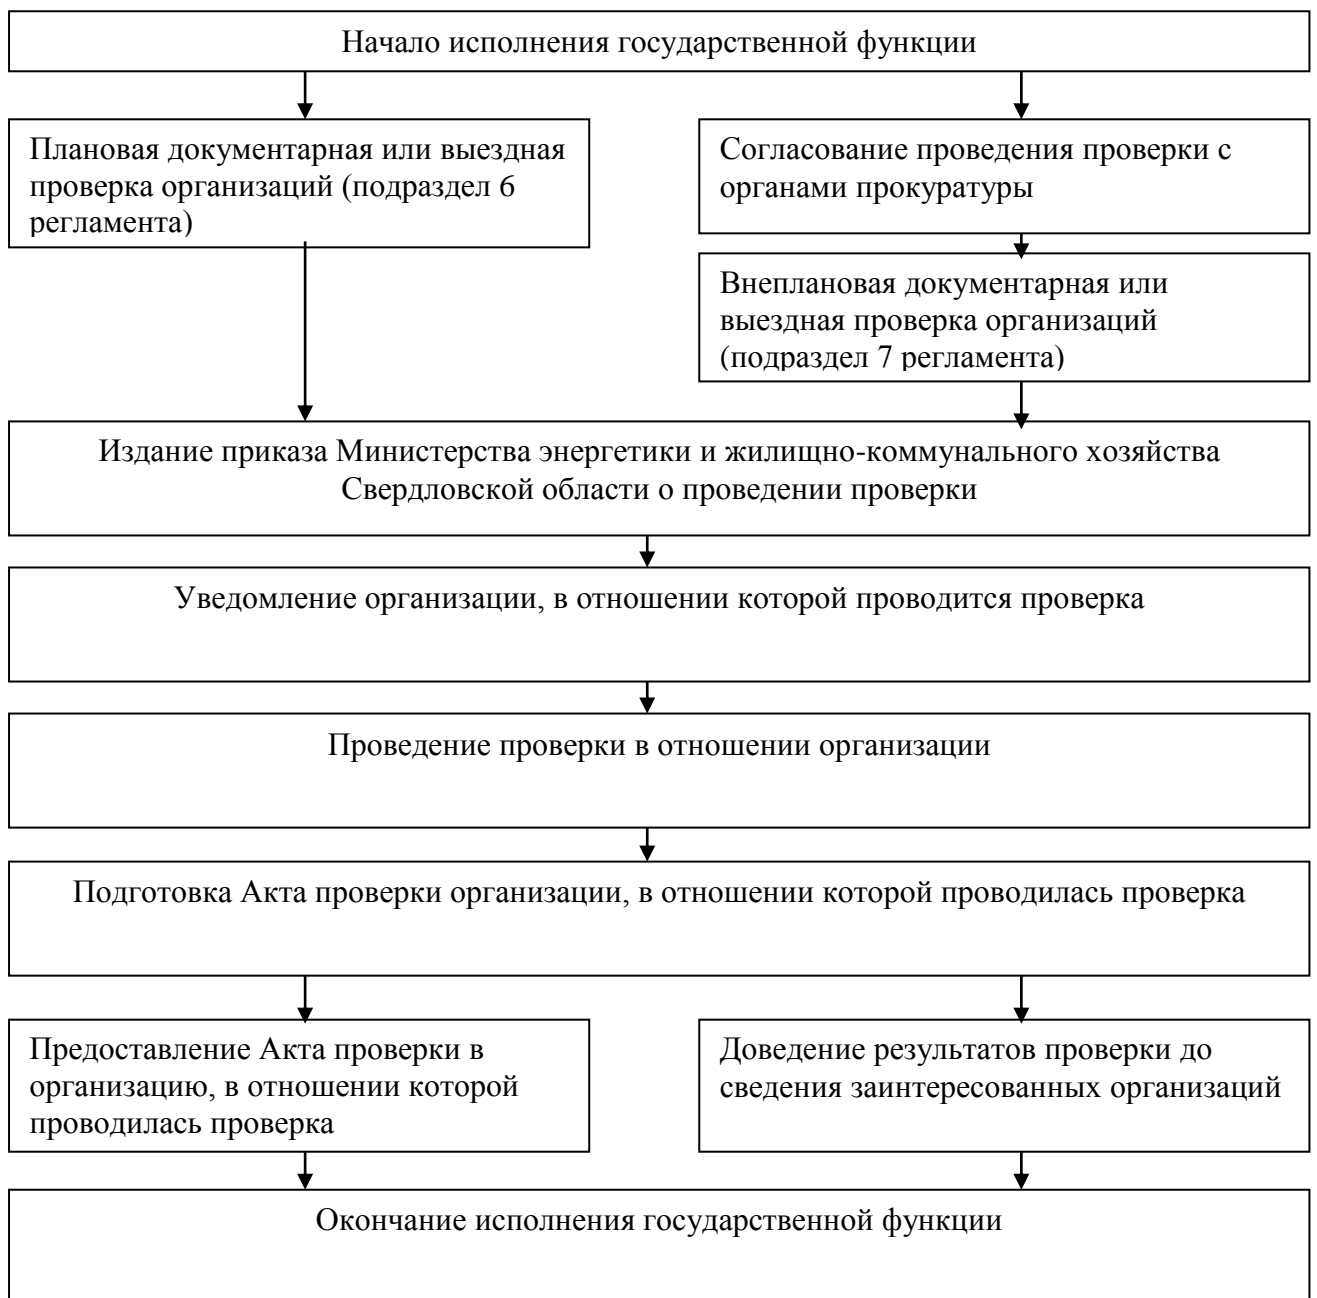 Начало исполнения государственной функции
Плановая документарная или выездная
проверка организаций (подраздел 6
регламента)
Согласование проведения проверки с
органами прокуратуры
Внеплановая документарная или
выездная проверка организаций
(подраздел 7 регламента)
Издание приказа Министерства энергетики и жилищно-коммунального хозяйства
Свердловской области о проведении проверки
Уведомление организации, в отношении которой проводится проверка
Проведение проверки в отношении организации
Подготовка Акта проверки организации, в отношении которой проводилась проверка
Предоставление Акта проверки в
организацию, в отношении которой
проводилась проверка
Доведение результатов проверки до
сведения заинтересованных организаций
Окончание исполнения государственной функции